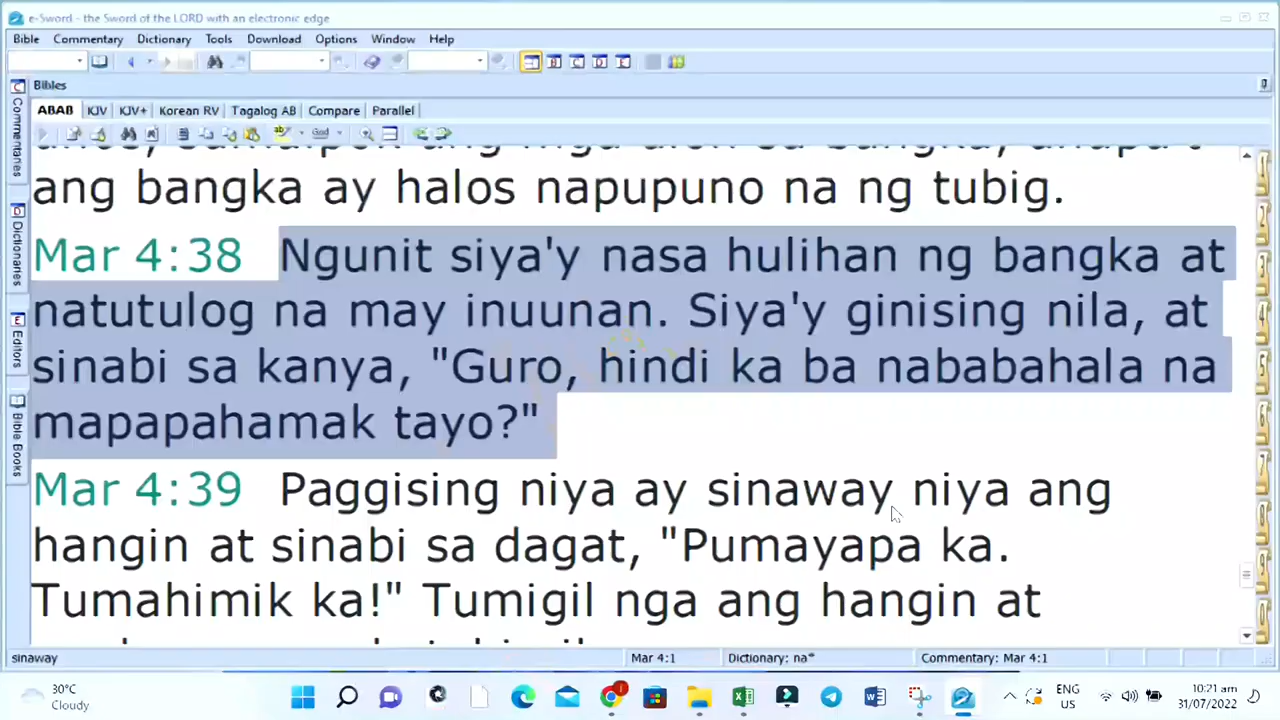 e-Sword - the Sword of the LORD with an electronic edge
Bible Commentary Dictionary Tools Download Options Window Help
Bibles
ABAB KJV KJV+ Korean RV Tagalog AB Compare Parallel
Commentaries
Dictionaries
Editors
Bible Books
ang bangka ay halos napupuno na ng tubig.
Mar 4:38 Ngunit siya'y nasa hulihan ng bangka at
natutulog na may inuunan. Siya'y ginising nila, at
sinabi sa kanya, "Guro, hindi ka ba nababahala na
mapapahamak tayo?"
Mar 4:39 Paggising niya ay sinaway niya ang
hangin at sinabi sa dagat, "Pumayapa ka.
Tumahimik ka!" Tumigil nga ang hangin at
sinaway Mar 4:1 Dictionary: na* Commentary: Mar 4:1
30°C
Cloudy
ENG
US
10:21 am
31/07/2022